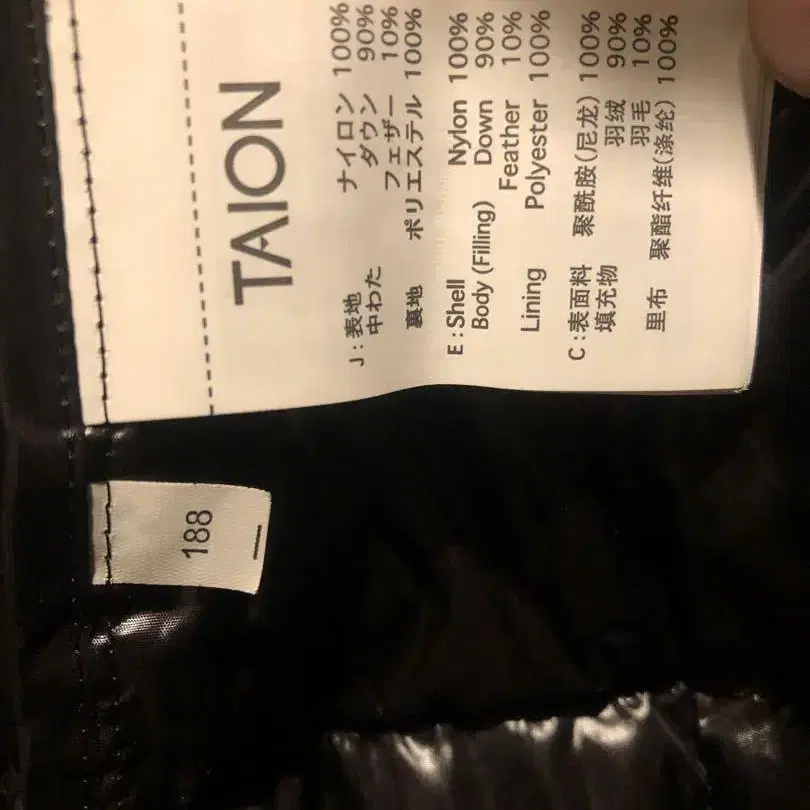 TAION
J : 表地 ナイロン 100%
中わた ダウン 90%
フェザー 10%
裏地 ポリエステル 100%
E : Shell Nylon 100%
Body (Filling) Down 90%
Feather 10%
Lining Polyester 100%
C : 表面料 聚酰胺(尼龙) 100%
填充物 羽绒 90%
羽毛 10%
里布 聚酯纤维(涤纶) 100%
188